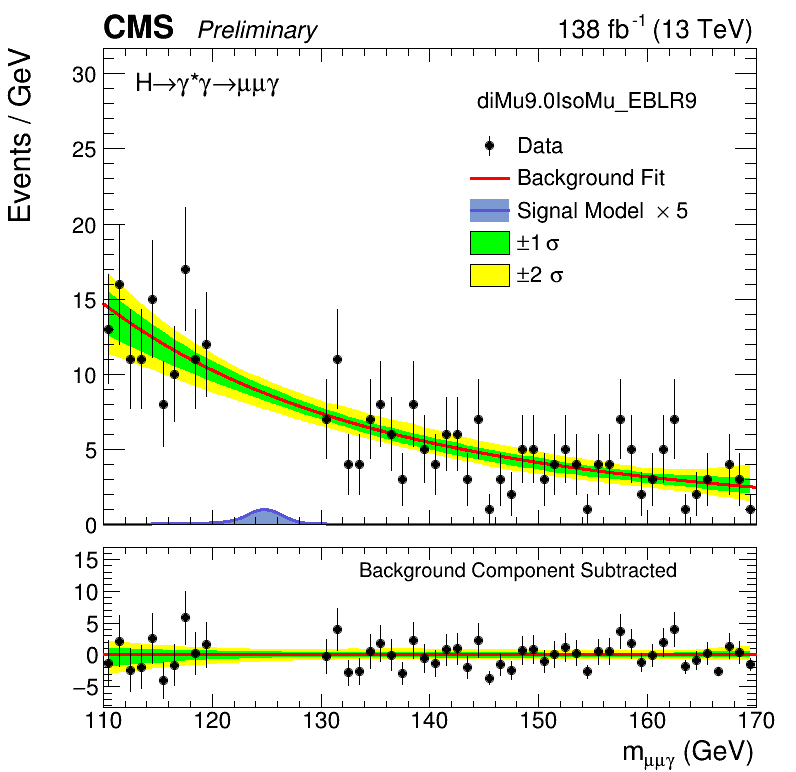 CMS Preliminary 138 fb-1 (13 TeV)
H→γ*γ→μμγ
diMu9.0IsoMu_EBLR9
Data
Background Fit
Signal Model × 5
±1 σ
±2 σ
Events / GeV
30
25
20
15
10
5
0
Background Component Subtracted
15
10
5
0
−5
110 120 130 140 150 160 170
mμμγ (GeV)